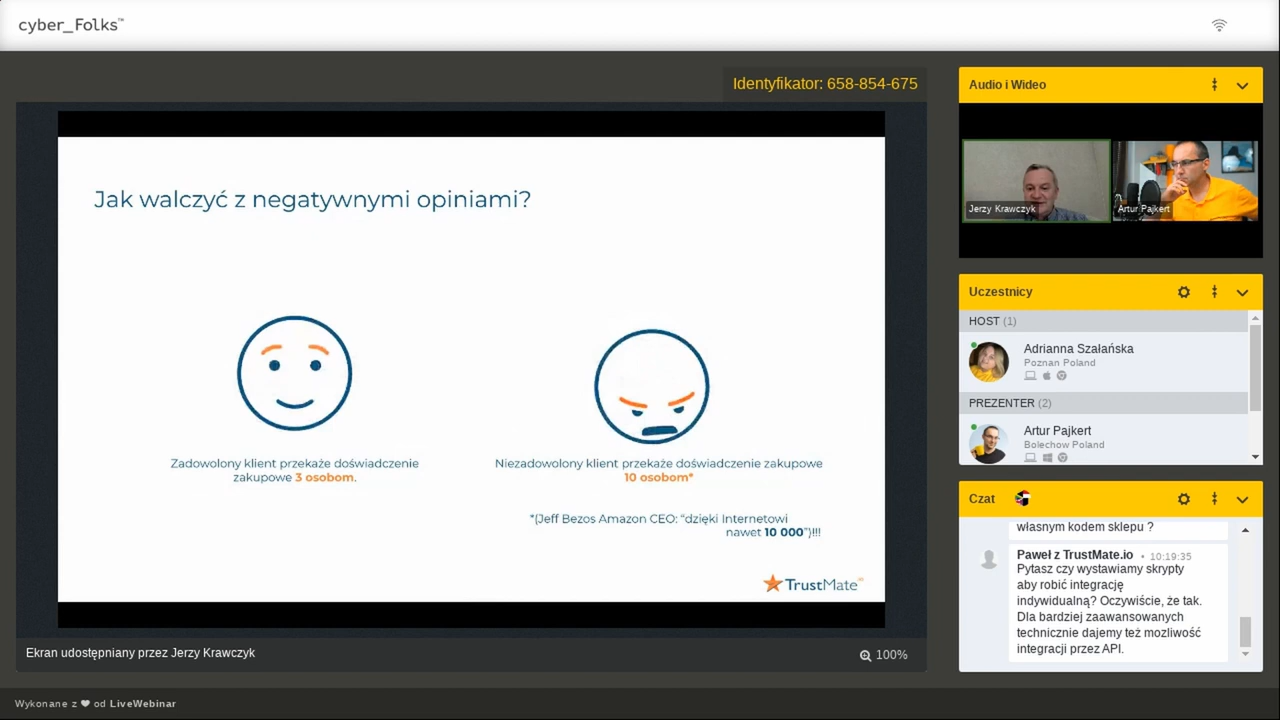 cyber_Folks™
Identyfikator: 658-854-675
Jak walczyć z negatywnymi opiniami?
Zadowolony klient przekaże doświadczenie
zakupowe 3 osobom.
Niezadowolony klient przekaże doświadczenie zakupowe
10 osobom*
*(Jeff Bezos Amazon CEO: “dzięki Internetowi
nawet 10 000”)!!!
TrustMate
Ekran udostępniany przez Jerzy Krawczyk
100%
Audio i Wideo
Jerzy Krawczyk
Artur Pajkert
Uczestnicy
HOST (1)
Adrianna Szałańska
Poznan Poland
PREZENTER (2)
Artur Pajkert
Bolechow Poland
Czat
własnym kodem sklepu ?
Paweł z TrustMate.io • 10:19:35
Pytasz czy wystawiamy skrypty
aby robić integrację
indywidualną? Oczywiście, że tak.
Dla bardziej zaawansowanych
technicznie dajemy też mozliwość
integracji przez API.
Wykonane z ❤ od LiveWebinar